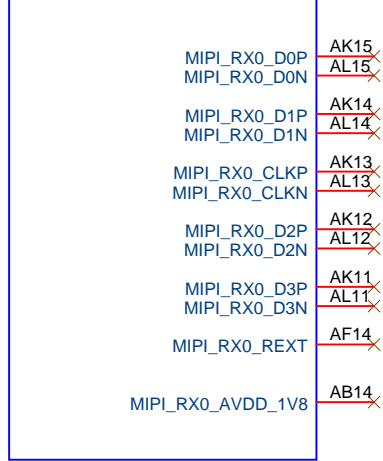 MIPI_RX0_D0P AK15
MIPI_RX0_D0N AL15
MIPI_RX0_D1P AK14
MIPI_RX0_D1N AL14
MIPI_RX0_CLKP AK13
MIPI_RX0_CLKN AL13
MIPI_RX0_D2P AK12
MIPI_RX0_D2N AL12
MIPI_RX0_D3P AK11
MIPI_RX0_D3N AL11
MIPI_RX0_REXT AF14
MIPI_RX0_AVDD_1V8 AB14